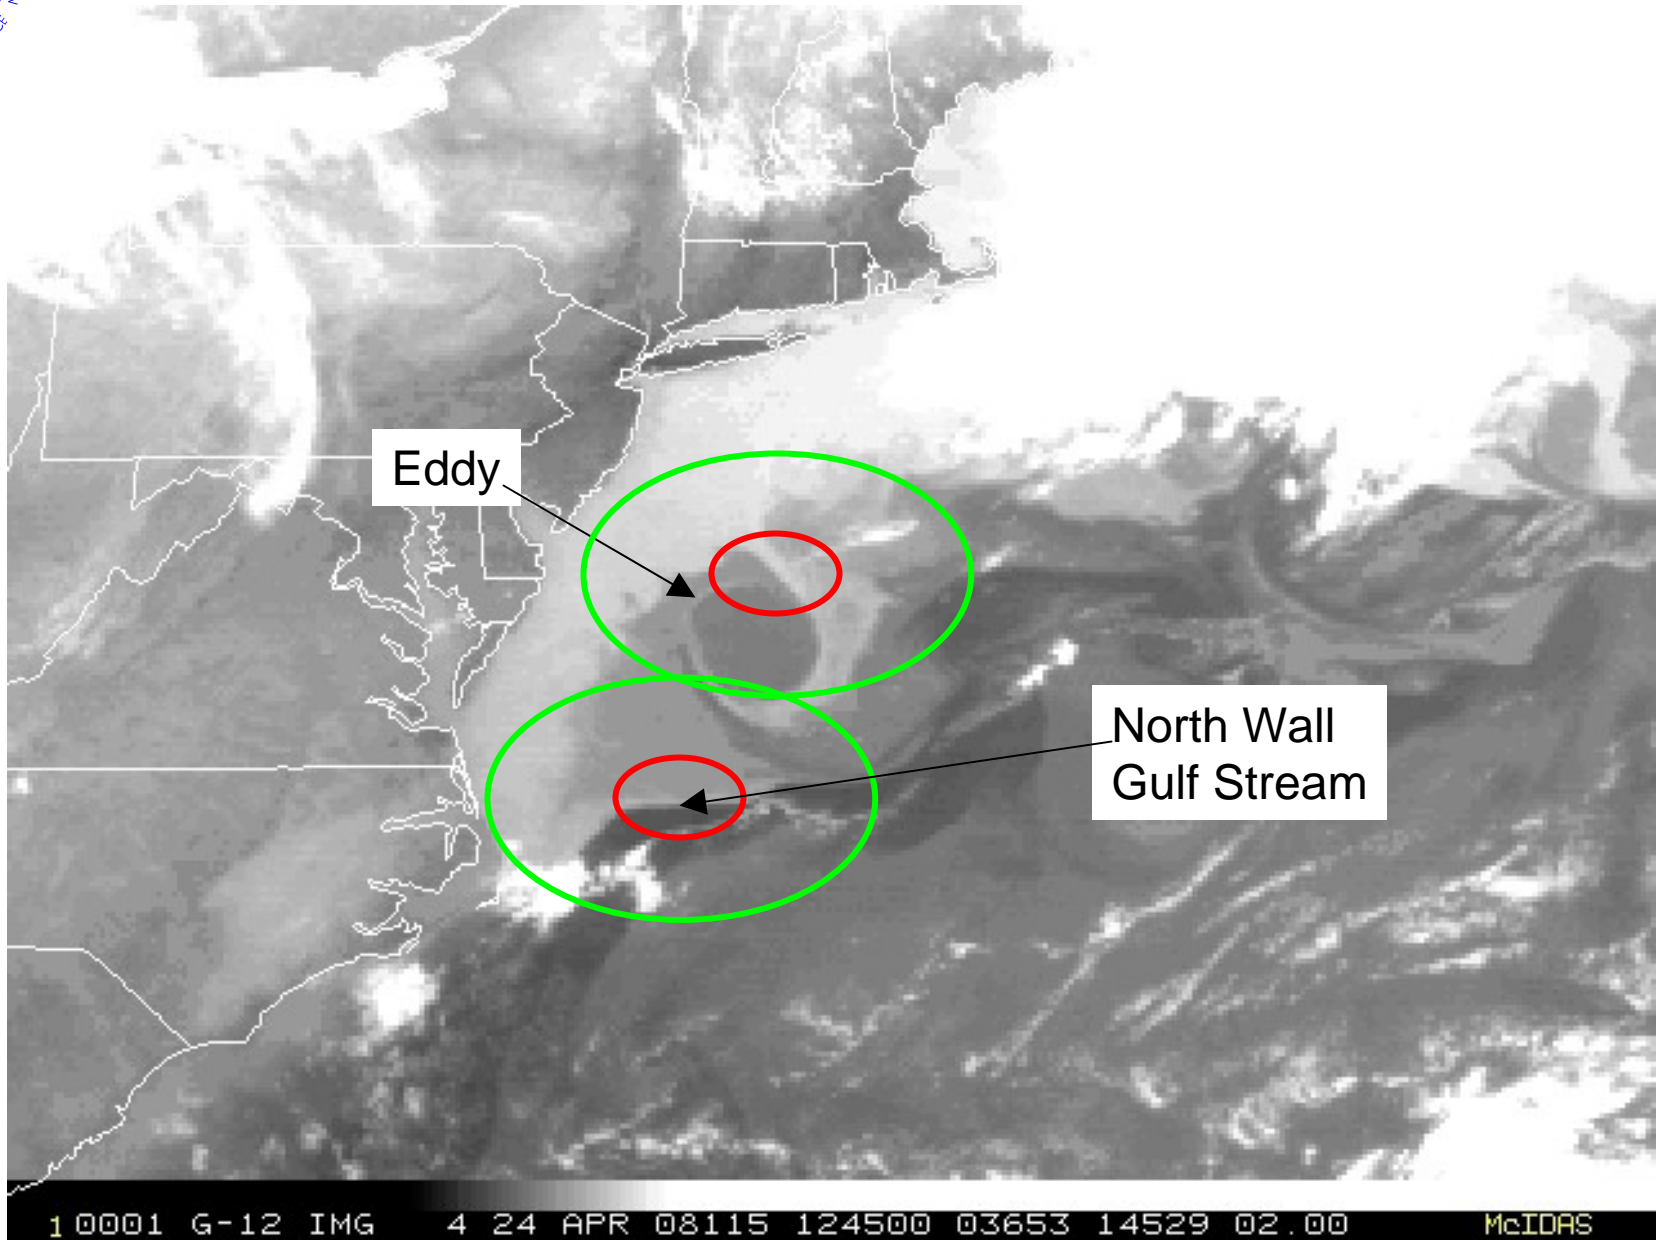 Eddy
North Wall
Gulf Stream
1 0001 G-12 IMG 4 24 APR 08115 124500 03653 14529 02.00 McIDAS